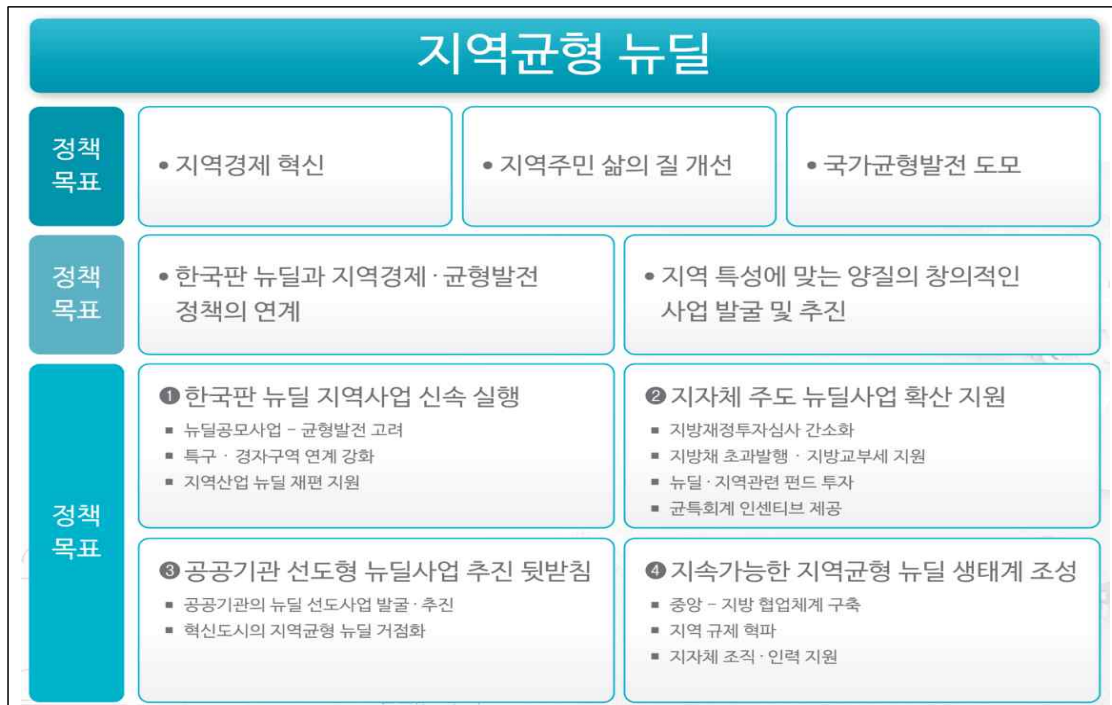 지역균형 뉴딜
정책
목표
• 지역경제 혁신
• 지역주민 삶의 질 개선
• 국가균형발전 도모
정책
목표
• 한국판 뉴딜과 지역경제 · 균형발전
정책의 연계
• 지역 특성에 맞는 양질의 창의적인
사업 발굴 및 추진
정책
목표
❶ 한국판 뉴딜 지역사업 신속 실행
▪ 뉴딜공모사업 – 균형발전 고려
▪ 특구 · 경자구역 연계 강화
▪ 지역산업 뉴딜 재편 지원
❷ 지자체 주도 뉴딜사업 확산 지원
▪ 지방재정투자심사 간소화
▪ 지방채 초과발행 · 지방교부세 지원
▪ 뉴딜 · 지역관련 펀드 투자
▪ 균특회계 인센티브 제공
❸ 공공기관 선도형 뉴딜사업 추진 뒷받침
▪ 공공기관의 뉴딜 선도사업 발굴 · 추진
▪ 혁신도시의 지역균형 뉴딜 거점화
❹ 지속가능한 지역균형 뉴딜 생태계 조성
▪ 중앙 – 지방 협업체계 구축
▪ 지역 규제 혁파
▪ 지자체 조직 · 인력 지원